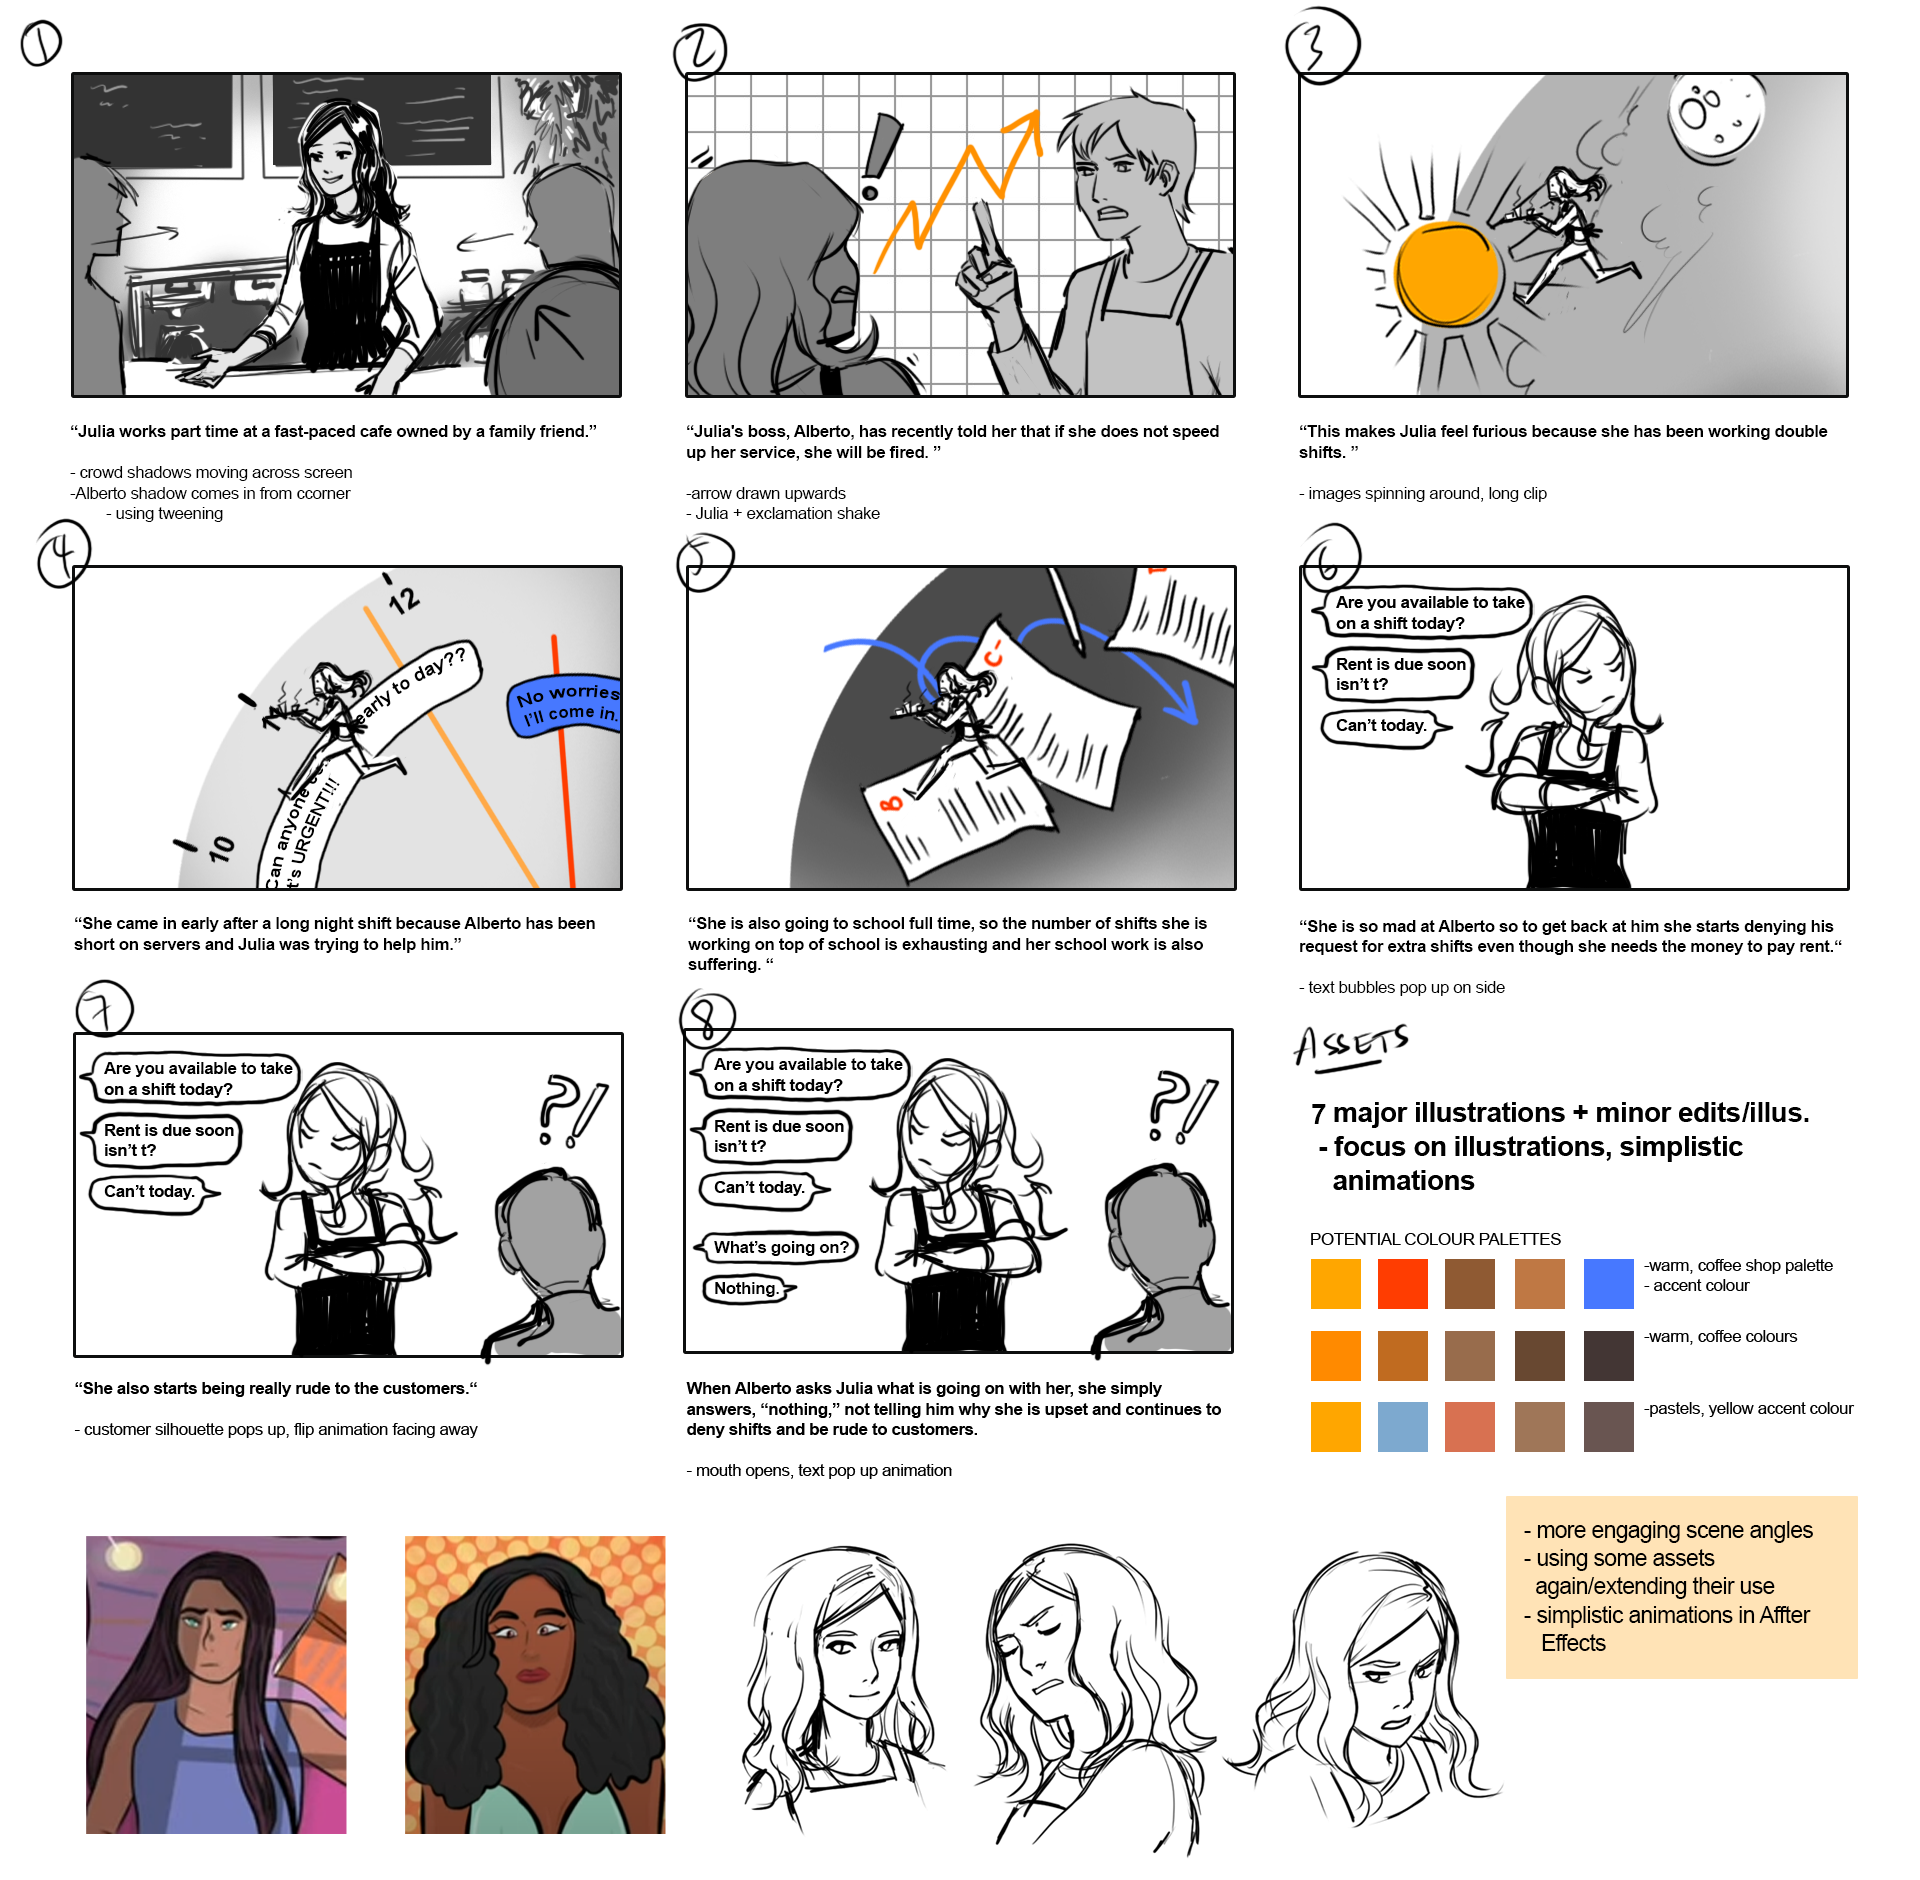 1
“Julia works part time at a fast-paced cafe owned by a family friend.”
- crowd shadows moving across screen
-Alberto shadow comes in from ccorner
- using tweening
2
“Julia's boss, Alberto, has recently told her that if she does not speed
up her service, she will be fired. ”
-arrow drawn upwards
- Julia + exclamation shake
3
“This makes Julia feel furious because she has been working double
shifts. ”
- images spinning around, long clip
4
12
10
early to day??
Can anyone
t’s URGENT!!!
No worries
I’ll come in.
“She came in early after a long night shift because Alberto has been
short on servers and Julia was trying to help him.”
5
C-
B
“She is also going to school full time, so the number of shifts she is
working on top of school is exhausting and her school work is also
suffering. “
6
Are you available to take
on a shift today?
Rent is due soon
isn’t t?
Can’t today.
“She is so mad at Alberto so to get back at him she starts denying his
request for extra shifts even though she needs the money to pay rent.“
- text bubbles pop up on side
7
Are you available to take
on a shift today?
Rent is due soon
isn’t t?
Can’t today.
?!
“She also starts being really rude to the customers.“
- customer silhouette pops up, flip animation facing away
8
Are you available to take
on a shift today?
Rent is due soon
isn’t t?
Can’t today.
What’s going on?
Nothing.
?!
When Alberto asks Julia what is going on with her, she simply
answers, “nothing,” not telling him why she is upset and continues to
deny shifts and be rude to customers.
- mouth opens, text pop up animation
ASSETS
7 major illustrations + minor edits/illus.
- focus on illustrations, simplistic
animations
POTENTIAL COLOUR PALETTES
-warm, coffee shop palette
- accent colour
-warm, coffee colours
-pastels, yellow accent colour
- more engaging scene angles
- using some assets
again/extending their use
- simplistic animations in Affter
Effects